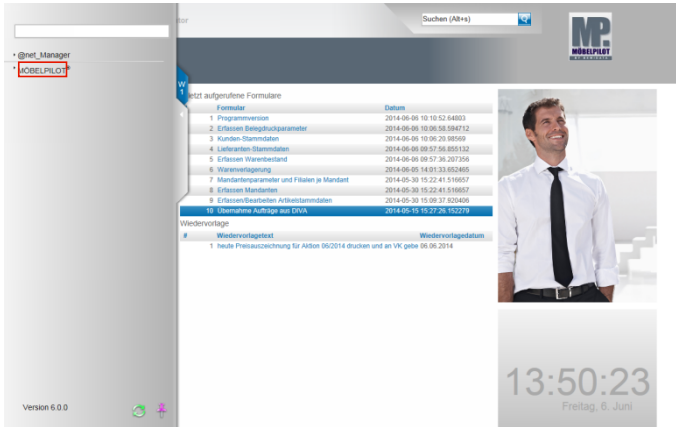 tor
Suchen (Alt+s)
MP.
MÖBELPILOT
@net_Manager
MÖBELPILOT*
W
1
etzt aufgerufene Formulare
Formular Datum
1 Programmversion 2014-06-06 10:10:52.64803
2 Erfassen Belegdruckparameter 2014-06-06 10:06:58.594712
3 Kunden-Stammdaten 2014-06-06 10:06:20.98569
4 Lieferanten-Stammdaten 2014-06-06 09:57:56.855132
5 Erfassen Warenbestand 2014-06-06 09:57:36.207356
6 Warenverlagerung 2014-06-05 14:01:33.652465
7 Mandantenparameter und Filialen je Mandant 2014-05-30 15:22:41.516657
8 Erfassen Mandanten 2014-05-30 15:22:41.516657
9 Erfassen/Bearbeiten Artikelstammdaten 2014-05-30 15:09:37.920406
10 Übernahme Aufträge aus DIVA 2014-05-15 15:27:26.152279
Wiedervorlage
# Wiedervorlagetext Wiedervorlagedatum
1 heute Preisauszeichnung für Aktion 06/2014 drucken und an VK gebe 06.06.2014
13:50:23
Freitag, 6. Juni
Version 6.0.0